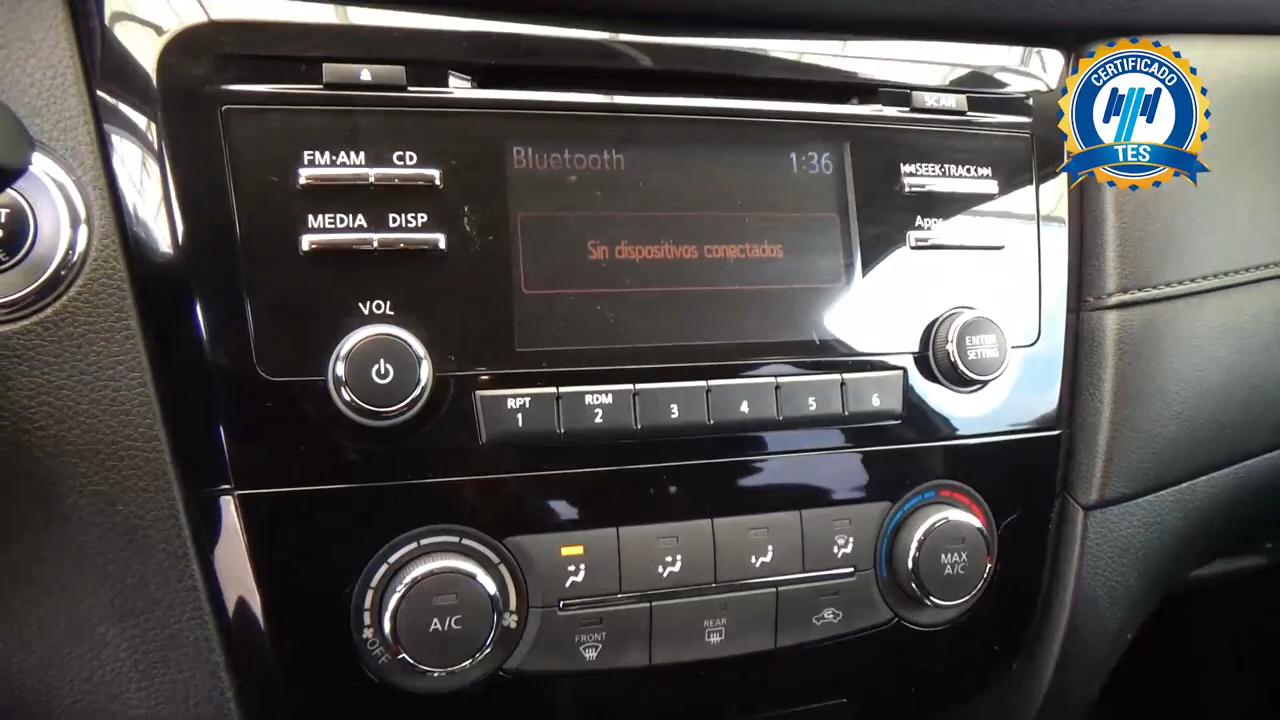 CERTIFICADO
TES
SCAN
FM·AM CD
Bluetooth 1:36
SEEK·TRACK
MEDIA DISP
Sin dispositivos conectados
VOL
ENTER
SETTING
RPT
1
RDM
2
3
4
5
6
MAX
A/C
A/C
OFF
FRONT
REAR